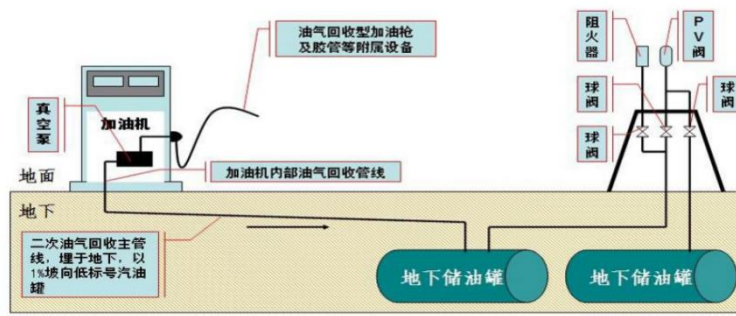 油气回收型加油枪
及胶管等附属设备
阻
火
器
P
V
阀
真
空
泵
加油机
球
阀
球
阀
球
阀
加油机内部油气回收管线
地面
地下
二次油气回收主管
线，埋于地下，以
1%坡向低标号汽油
罐
地下储油罐
地下储油罐